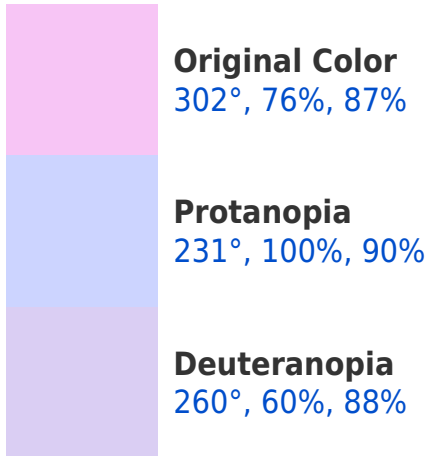 Original Color
302°, 76%, 87%
Protanopia
231°, 100%, 90%
Deuteranopia
260°, 60%, 88%